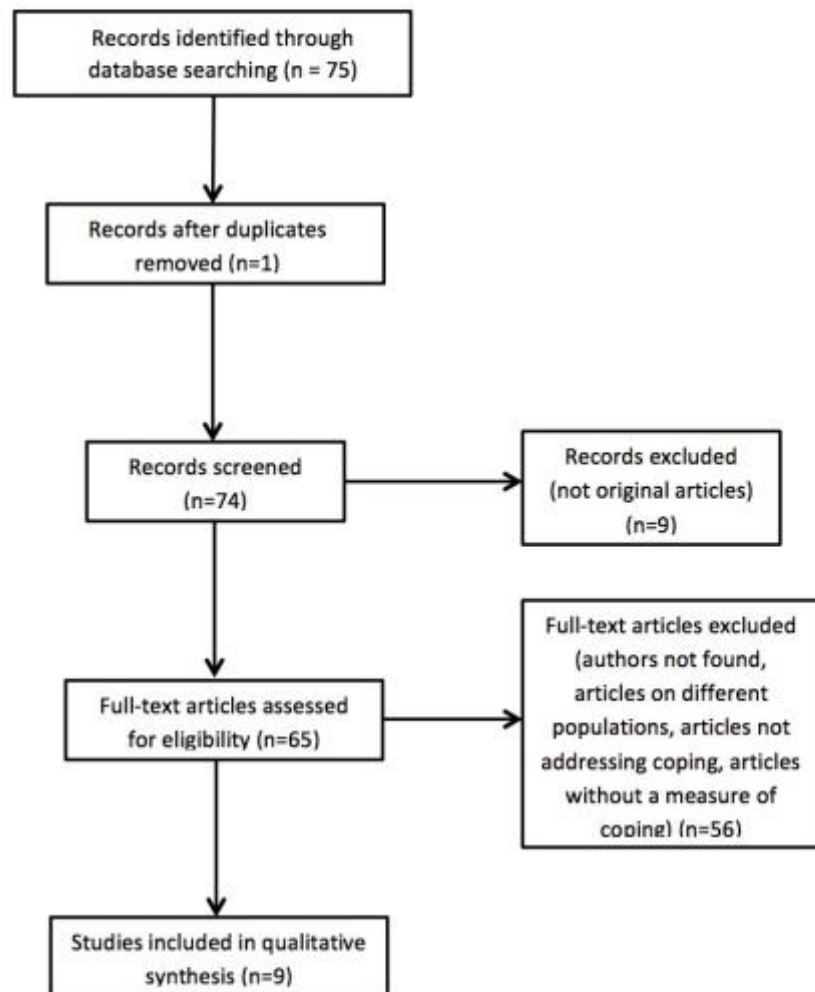 Records identified through
database searching (n = 75)
Records after duplicates
removed (n=1)
Records screened
(n=74)
Records excluded
(not original articles)
(n=9)
Full-text articles assessed
for eligibility (n=65)
Full-text articles excluded
(authors not found,
articles on different
populations, articles not
addressing coping, articles
without a measure of
coping) (n=56)
Studies included in qualitative
synthesis (n=9)